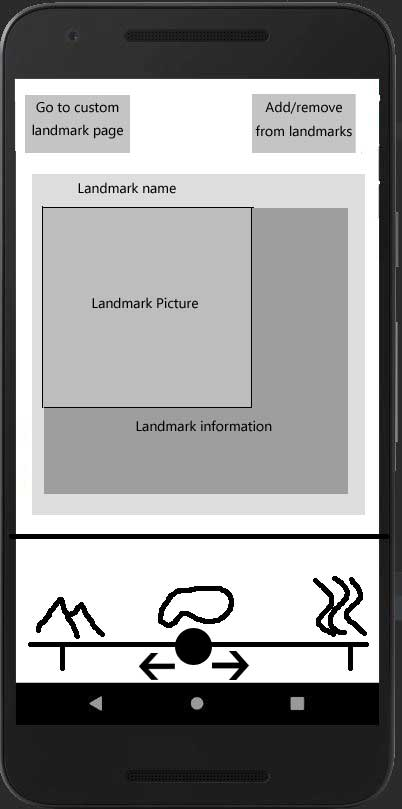 Go to custom
landmark page
Add/remove
from landmarks
Landmark name
Landmark Picture
Landmark information